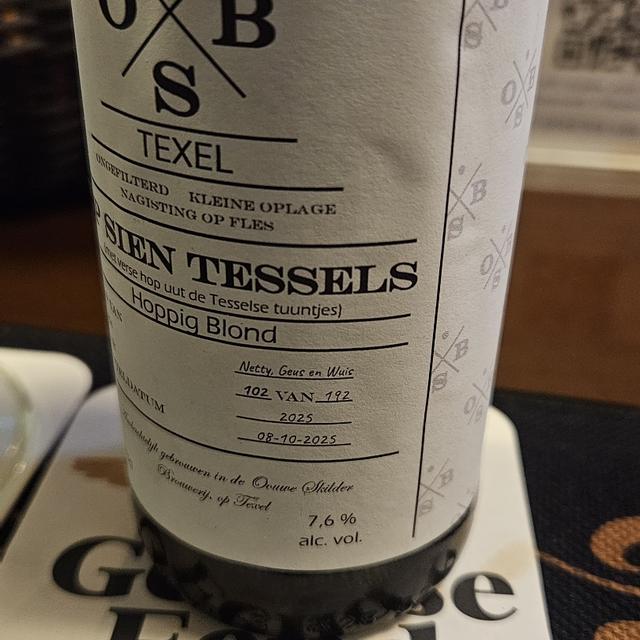 O B
S
TEXEL
ONGEFILTERD KLEINE OPLAGE
NAGISTING OP FLES
P SIEN TESSELS
(met verse hop uut de Tesselse tuuntjes)
Hoppig Blond
Netty, Geus en Wuis
102 VAN 192
2025
08-10-2025
Ambachtelijk gebrouwen in de Oouwe Skilder
Brouwerij, op Texel
7,6 %
alc. vol.